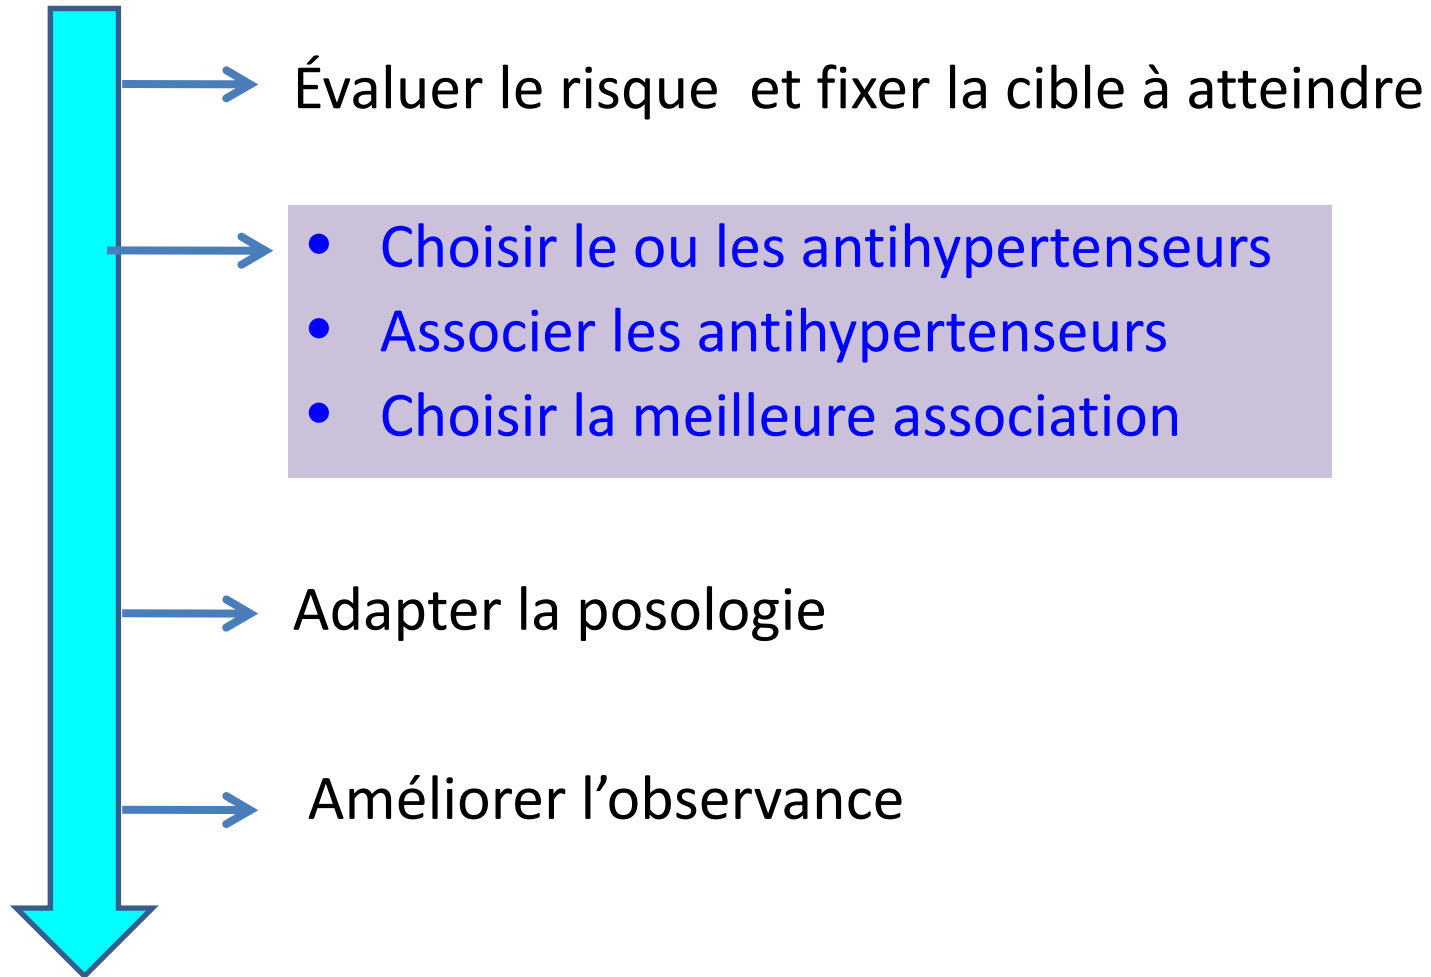 Évaluer le risque  et fixer la cible à atteindre
• Choisir le ou les antihypertenseurs
• Associer les antihypertenseurs
• Choisir la meilleure association
Adapter la posologie
Améliorer l’observance